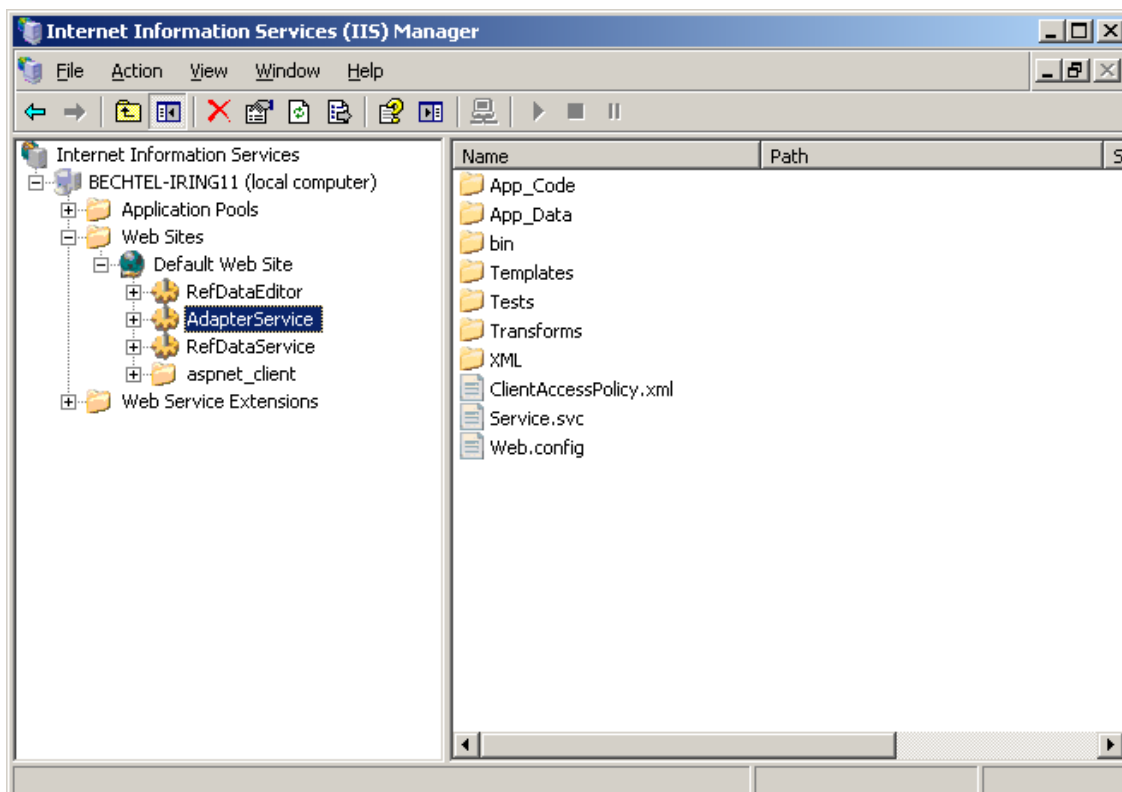 Internet Information Services (IIS) Manager
File Action View Window Help
Internet Information Services
BECHTEL-IRING11 (local computer)
Application Pools
Web Sites
Default Web Site
RefDataEditor
AdapterService
RefDataService
aspnet_client
Web Service Extensions
Name Path S
App_Code
App_Data
bin
Templates
Tests
Transforms
XML
ClientAccessPolicy.xml
Service.svc
Web.config